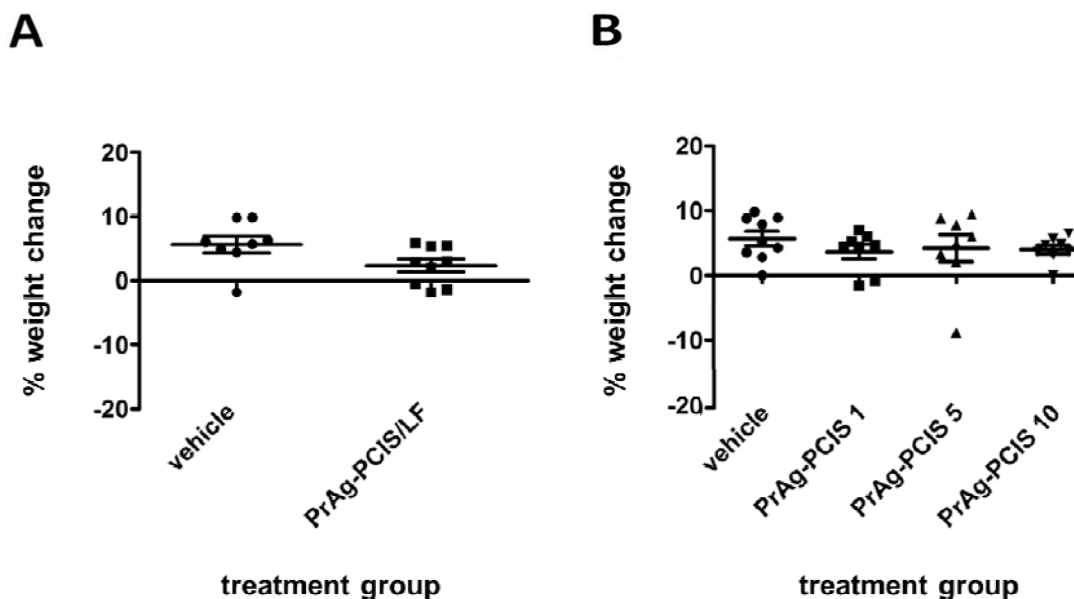 A
% weight change
20
10
0
-10
-20
vehicle
PrAg-PCIS/LF
treatment group
B
% weight change
20
10
0
-10
-20
vehicle
PrAg-PCIS 1
PrAg-PCIS 5
PrAg-PCIS 10
treatment group